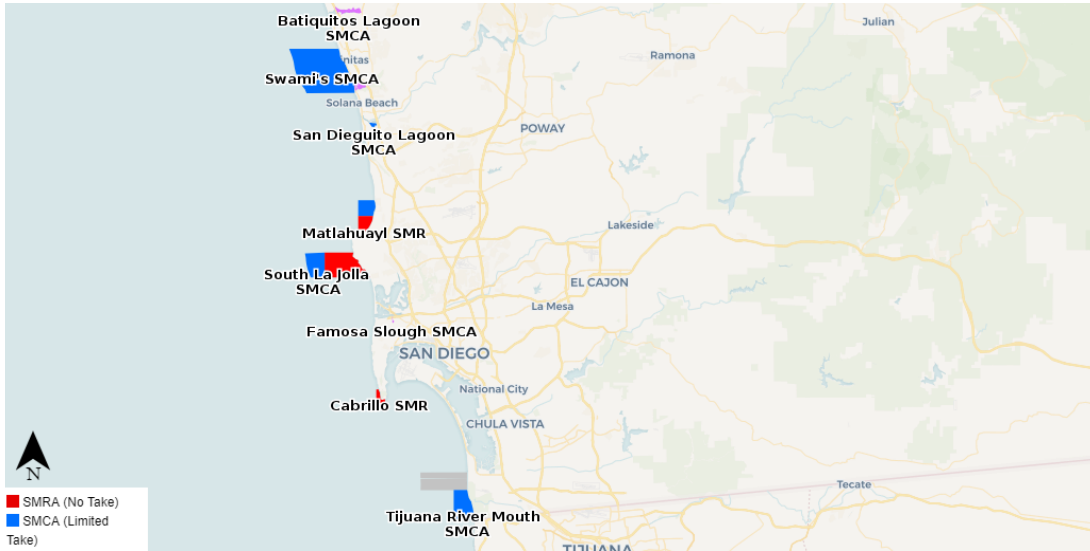 Batiquitos Lagoon
SMCA
Julian
Ramona
nitas
Swami's SMCA
Solana Beach
POWAY
San Dieguito Lagoon
SMCA
Lakeside
Matlahuayl SMR
South La Jolla
SMCA
EL CAJON
La Mesa
Famosa Slough SMCA
SAN DIEGO
National City
Cabrillo SMR
CHULA VISTA
N
Tecate
SMRA (No Take)
SMCA (Limited
Take)
Tijuana River Mouth
SMCA
TIJUANA